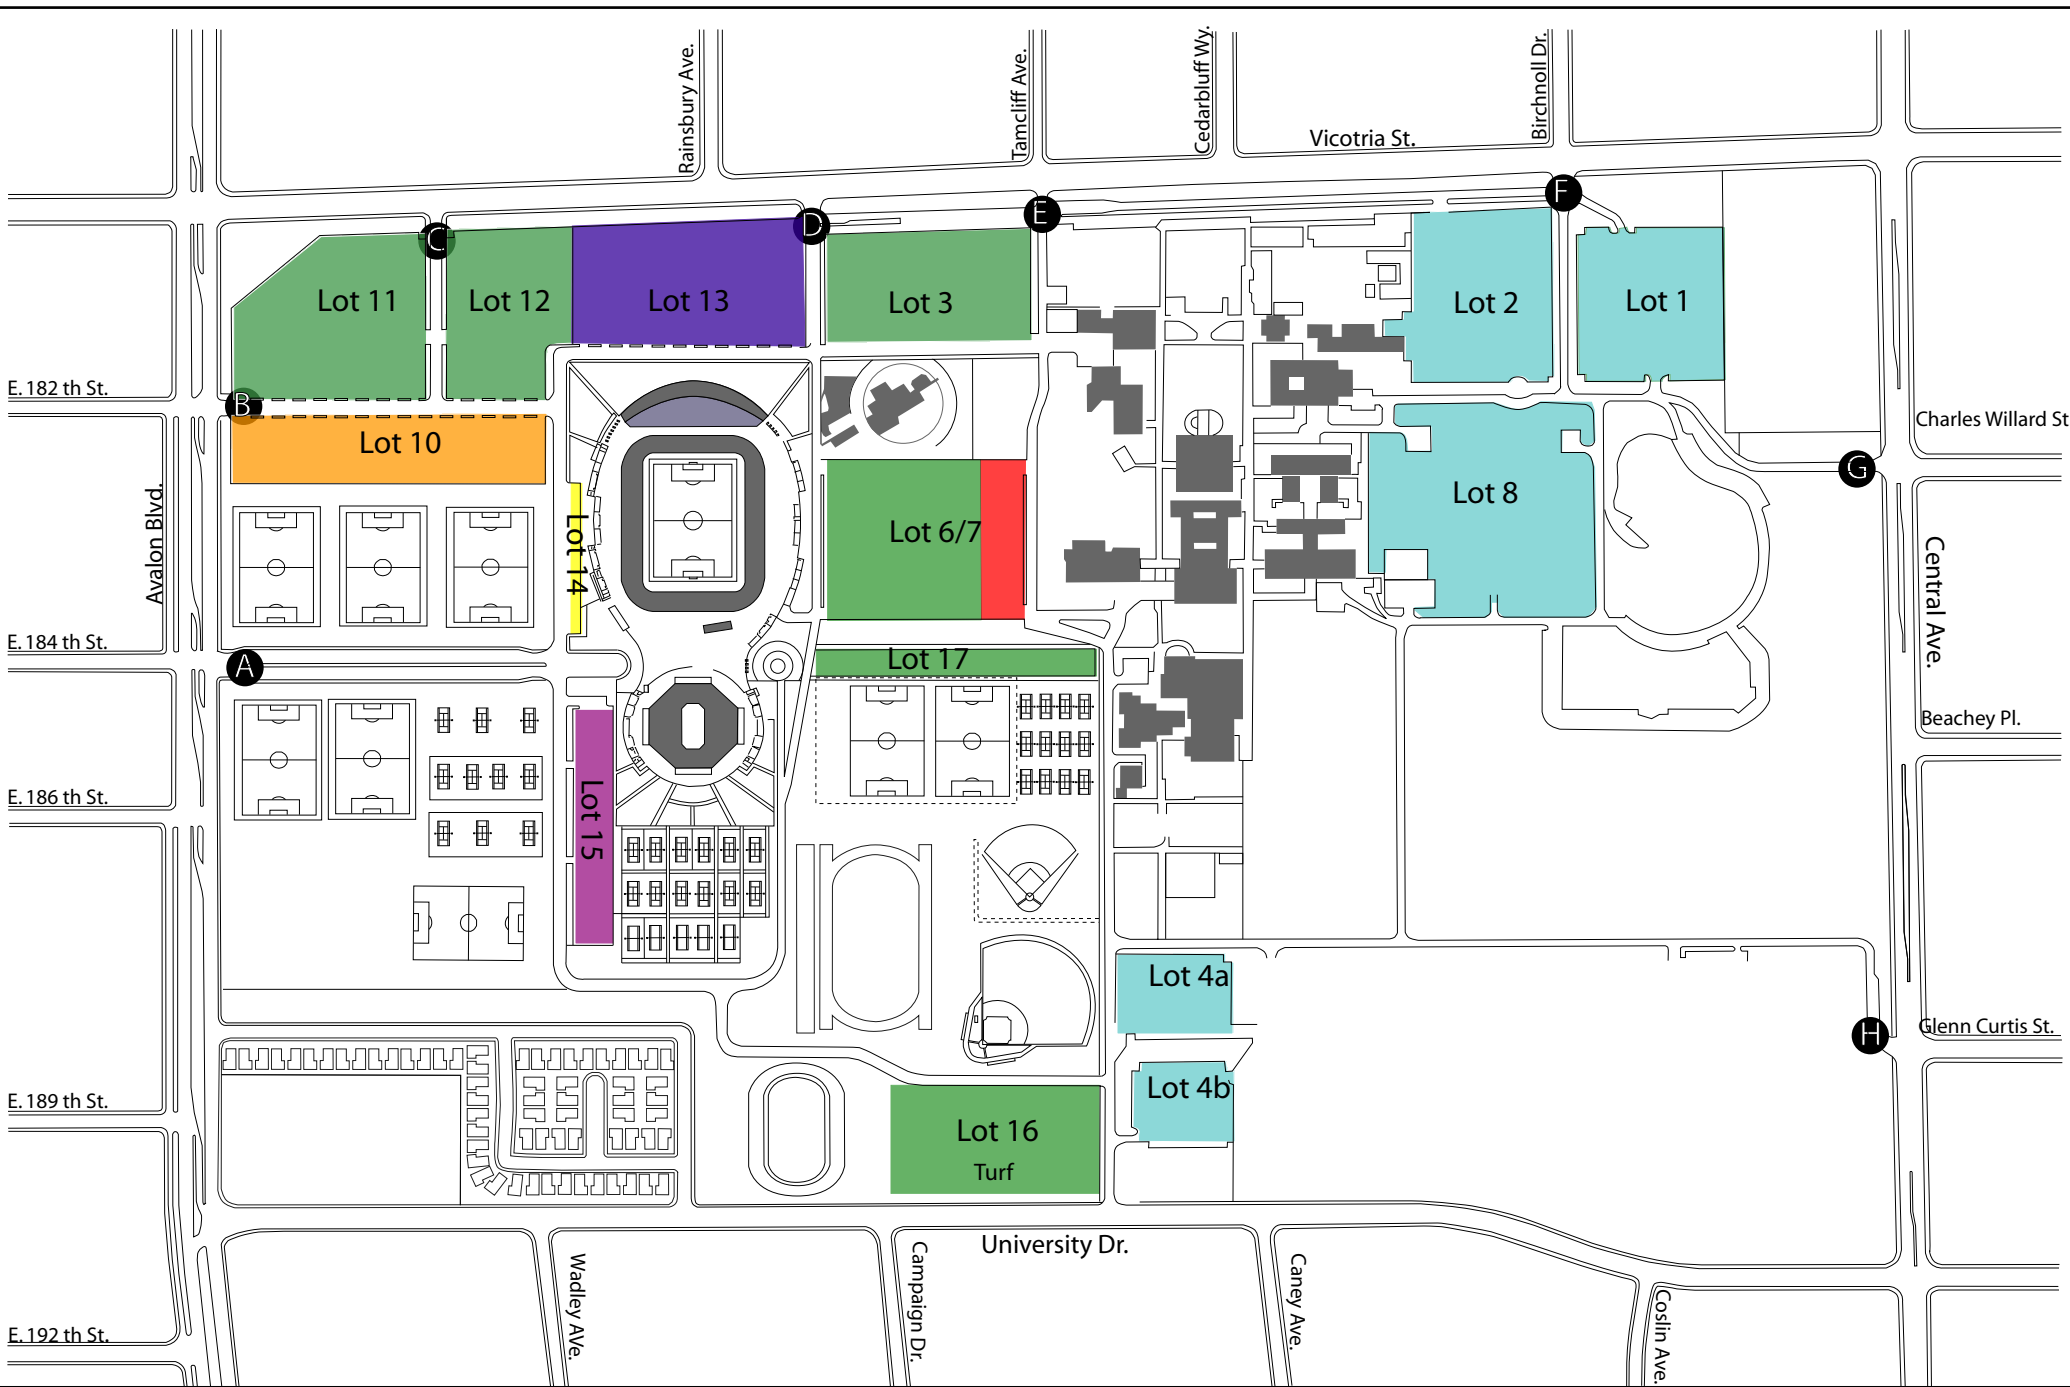 Rainsbury Ave.
Tamcliff Ave.
Cedarbluff Wy.
Birchnoll Dr.
Vicotria St.
F
E
D
C
Lot 11
Lot 12
Lot 13
Lot 3
Lot 2
Lot 1
E. 182 th St.
B
Charles Willard St
Lot 10
G
Avalon Blvd.
Lot 14
Lot 6/7
Lot 8
Central Ave.
E. 184 th St.
A
Lot 17
Beachey Pl.
E. 186 th St.
Lot 15
Lot 4a
H
Glenn Curtis St.
Lot 4b
E. 189 th St.
Lot 16
Turf
University Dr.
Wadley AVe.
Campaign Dr.
Caney Ave.
Coslin Ave.
E. 192 th St.